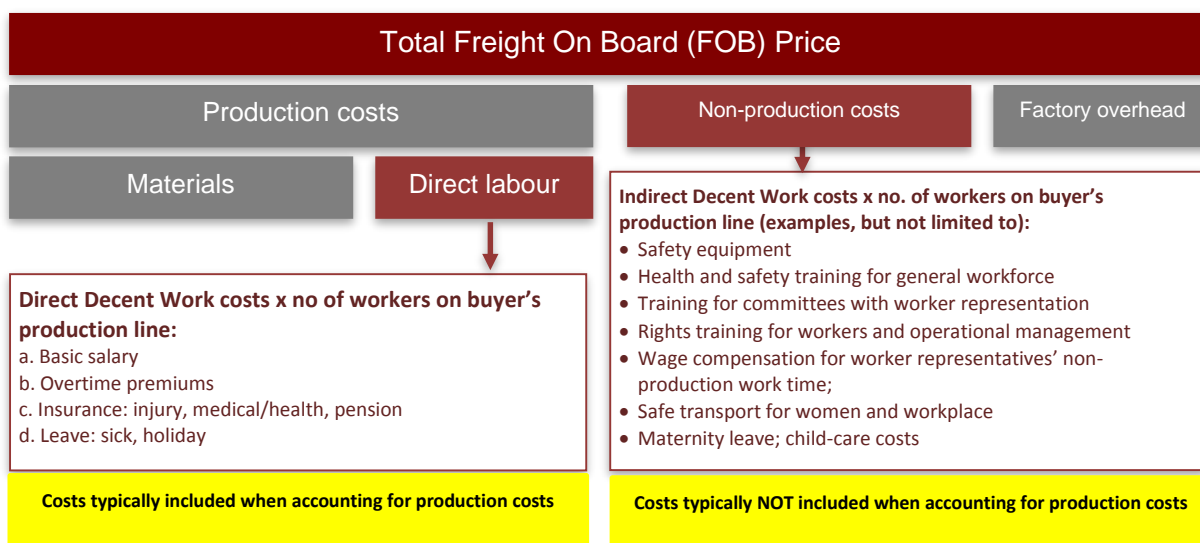 Total Freight On Board (FOB) Price
Production costs
Non-production costs
Factory overhead
Materials
Direct labour
Direct Decent Work costs x no of workers on buyer’s
production line:
a. Basic salary
b. Overtime premiums
c. Insurance: injury, medical/health, pension
d. Leave: sick, holiday
Costs typically included when accounting for production costs
Indirect Decent Work costs x no. of workers on buyer’s
production line (examples, but not limited to):
• Safety equipment
• Health and safety training for general workforce
• Training for committees with worker representation
• Rights training for workers and operational management
• Wage compensation for worker representatives’ non-
production work time;
• Safe transport for women and workplace
• Maternity leave; child-care costs
Costs typically NOT included when accounting for production costs